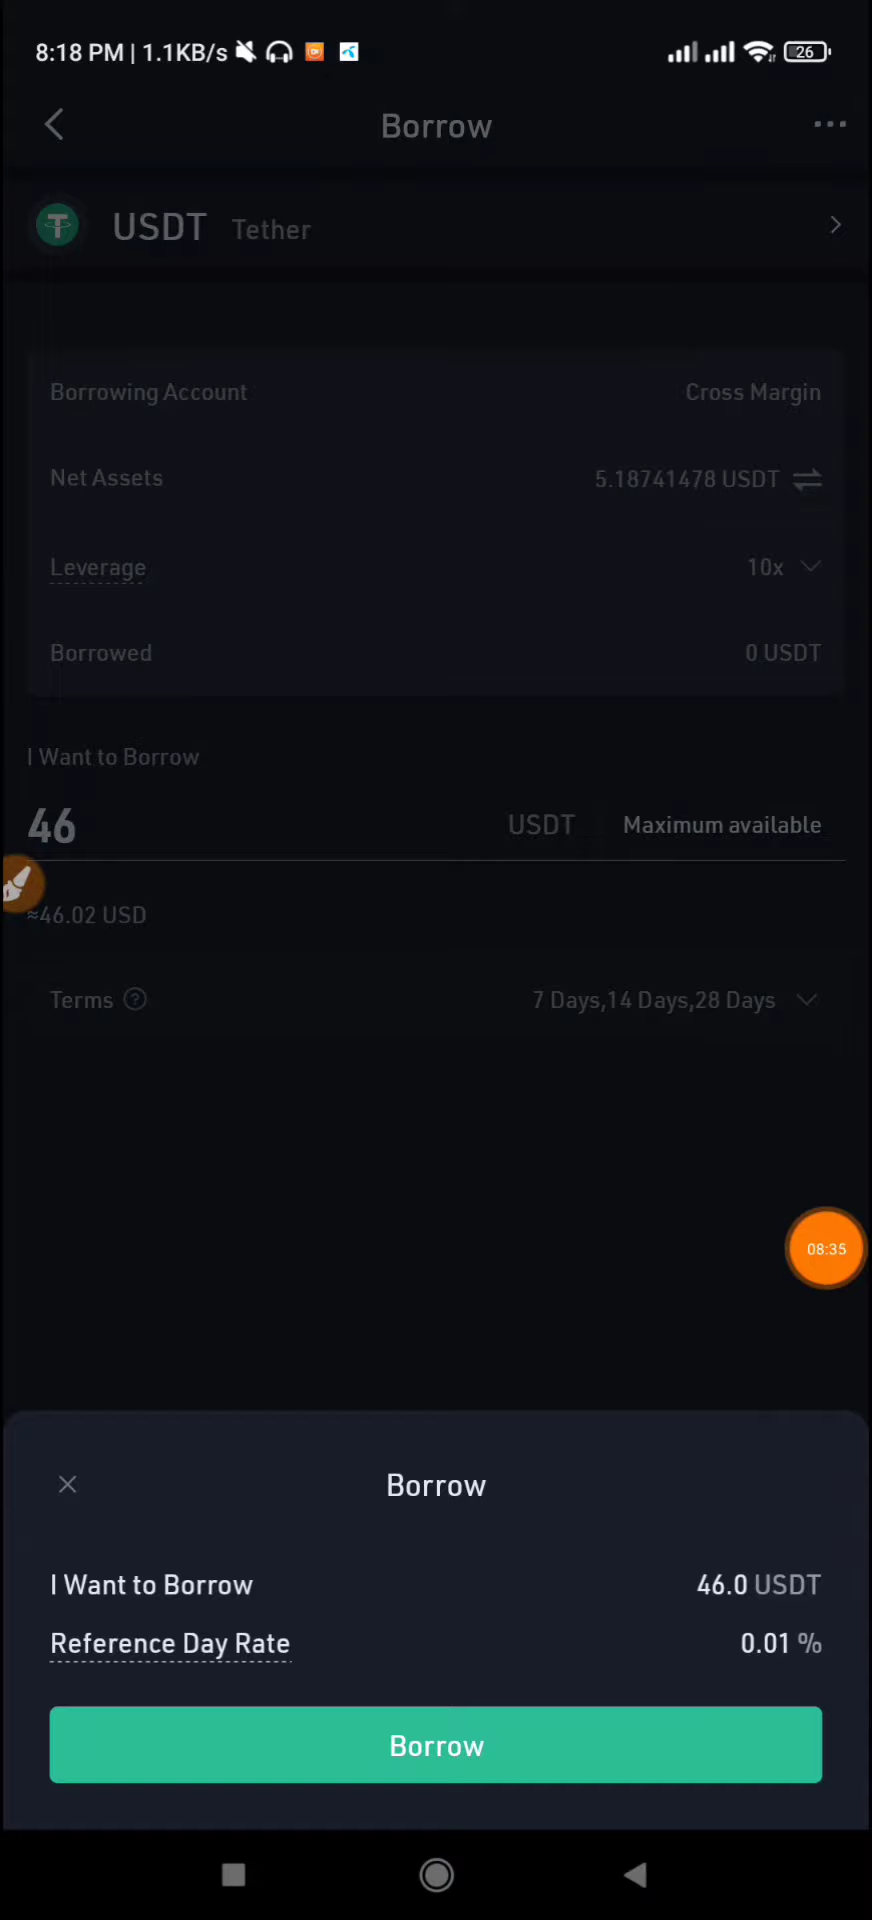 8:18 PM | 1.1KB/s 26
Borrow
USDT Tether
Borrowing Account Cross Margin
Net Assets 5.18741478 USDT
Leverage 10x
Borrowed 0 USDT
I Want to Borrow
46 USDT Maximum available
≈46.02 USD
Terms ? 7 Days,14 Days,28 Days
08:35
Borrow
I Want to Borrow 46.0 USDT
Reference Day Rate 0.01 %
Borrow